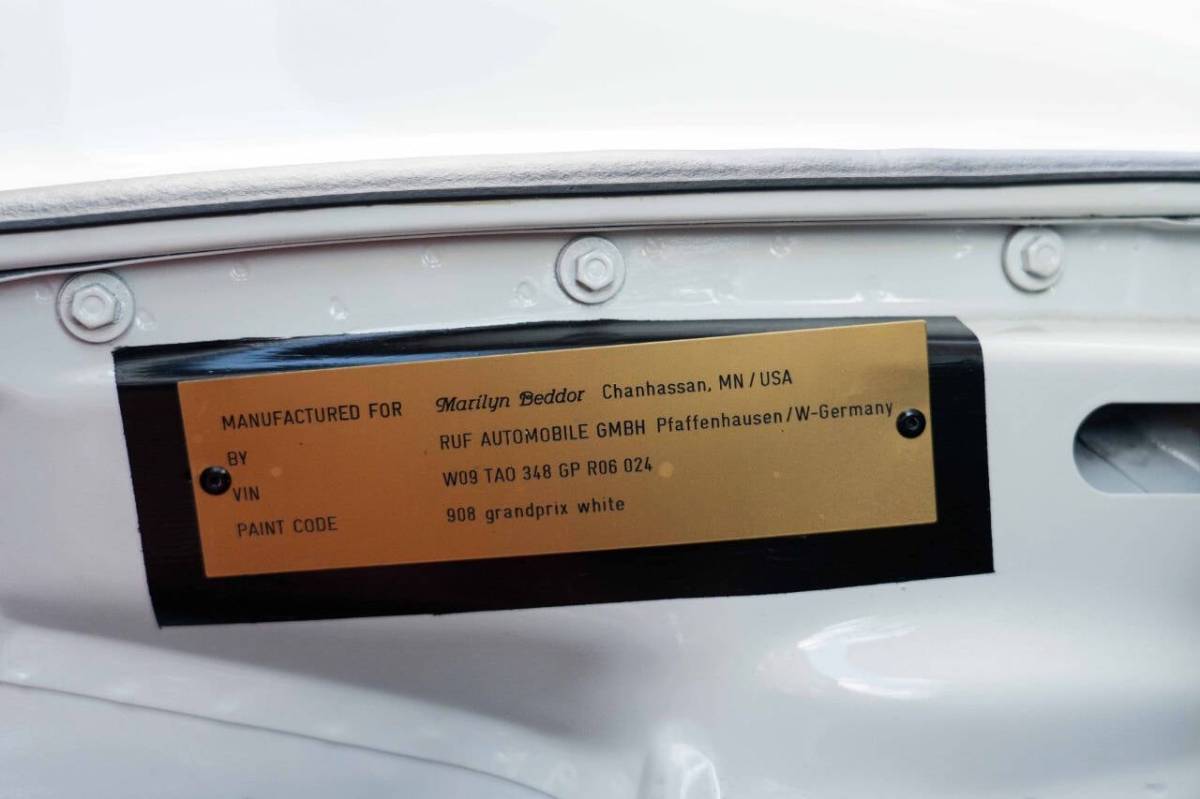 MANUFACTURED FOR Marilyn Beddor Chanhassan, MN / USA
BY RUF AUTOMOBILE GMBH Pfaffenhausen / W-Germany
VIN W09 TAO 348 GP R06 024
PAINT CODE 908 grandprix white